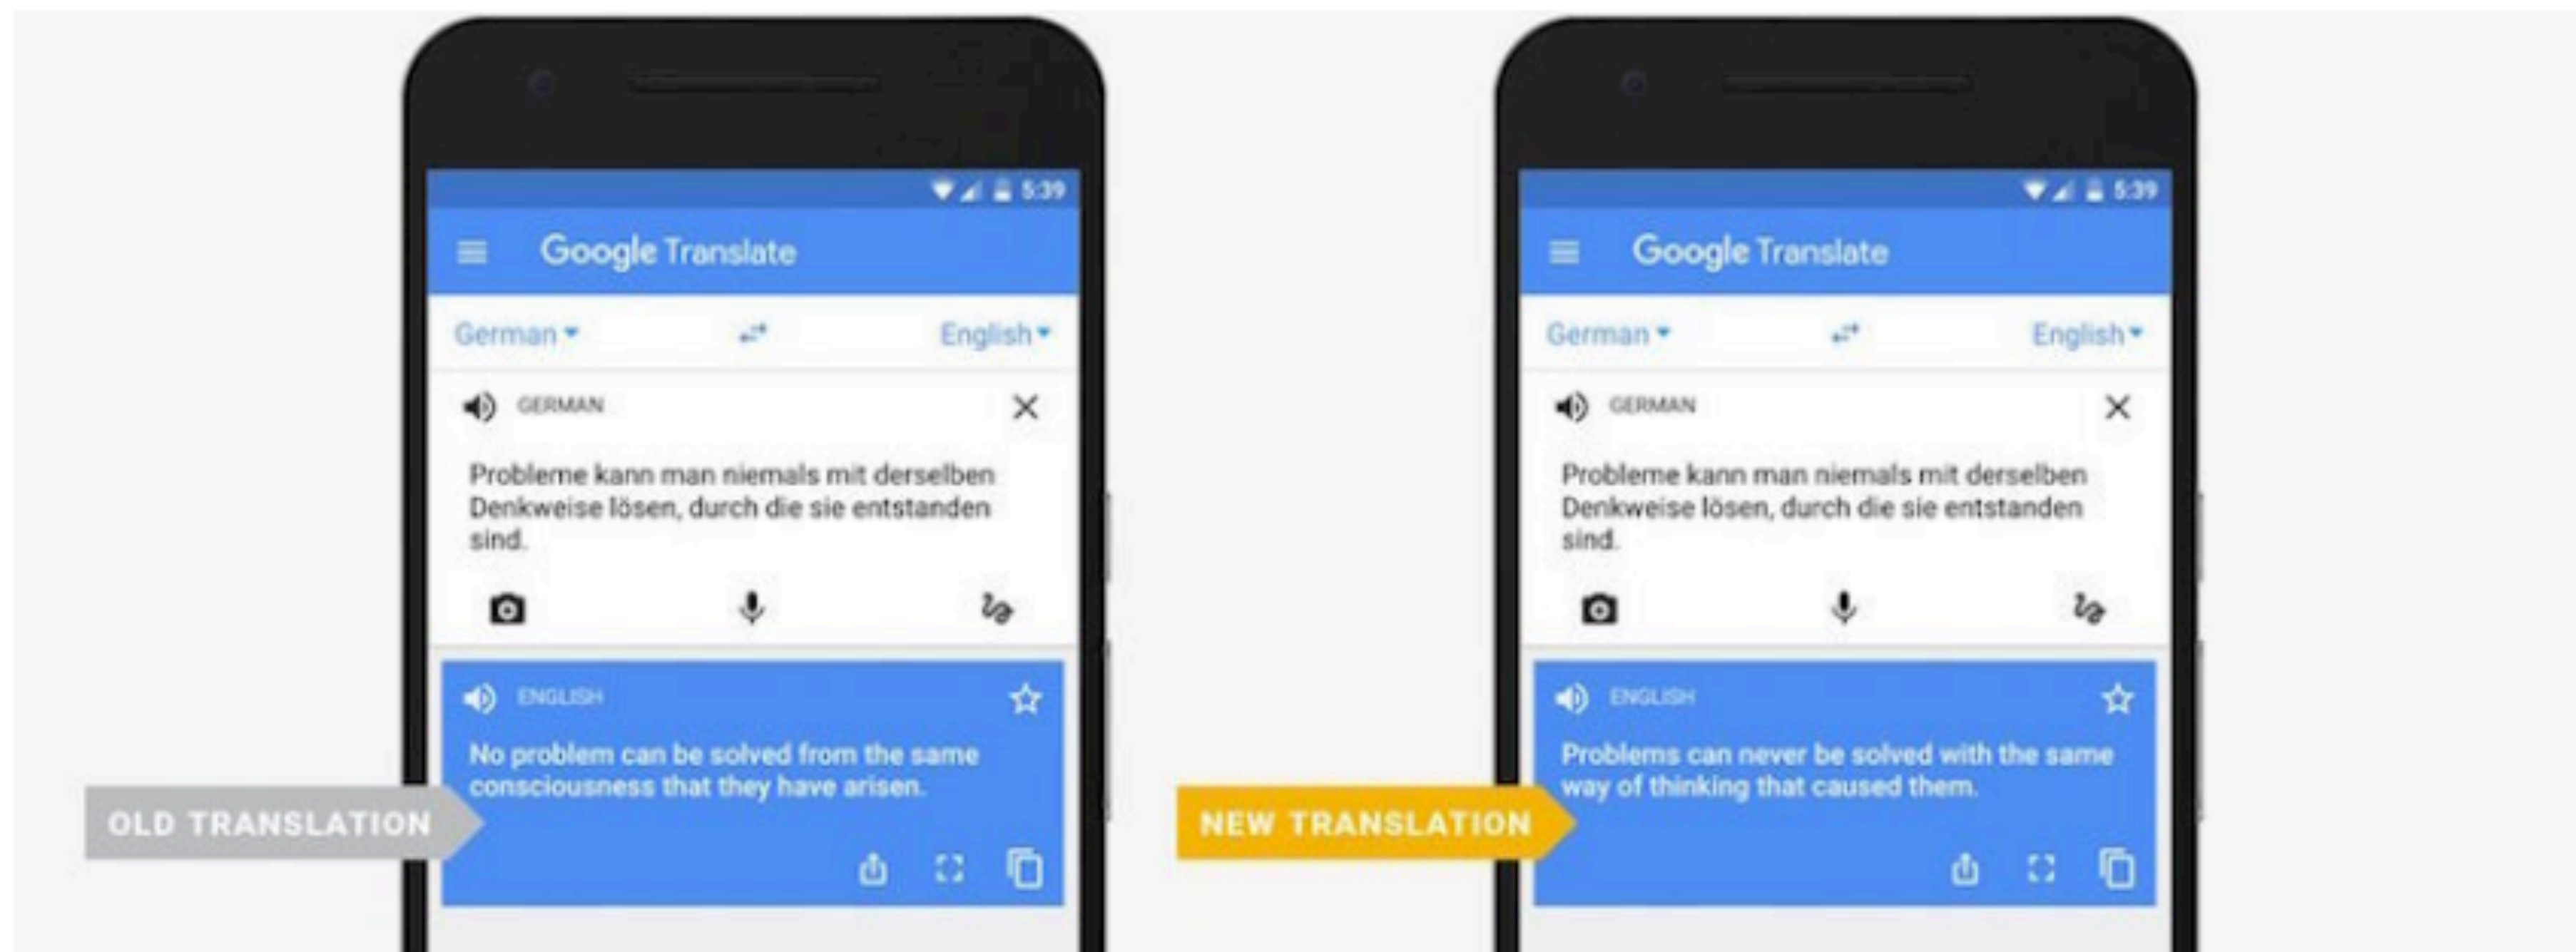 5:39
Google Translate
German English
GERMAN
Probleme kann man niemals mit derselben
Denkweise lösen, durch die sie entstanden
sind.
ENGLISH
No problem can be solved from the same
consciousness that they have arisen.
OLD TRANSLATION
5:39
Google Translate
German English
GERMAN
Probleme kann man niemals mit derselben
Denkweise lösen, durch die sie entstanden
sind.
ENGLISH
Problems can never be solved with the same
way of thinking that caused them.
NEW TRANSLATION